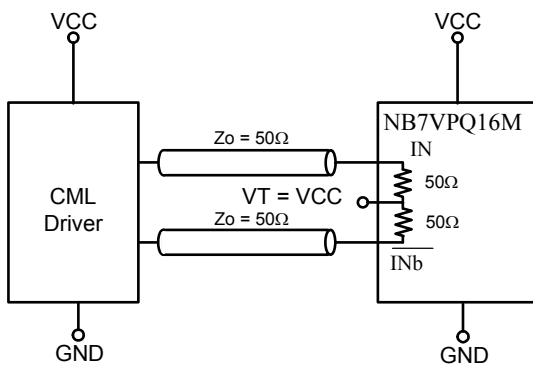 VCC
VCC
NB7VPQ16M
Zo = 50Ω
IN
50Ω
CML
Driver
VT = VCC
50Ω
Zo = 50Ω
INb
GND
GND